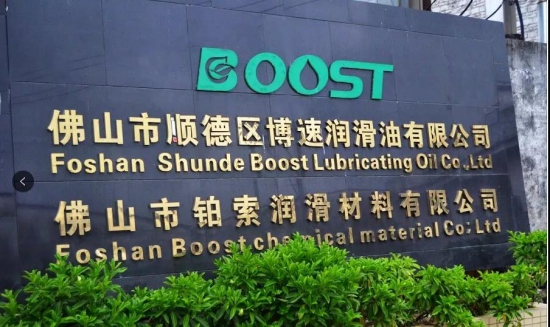 BOOST
佛山市顺德区博速润滑油有限公司
Foshan Shunde Boost Lubricating Oil Co.,Ltd
佛山市铂索润滑材料有限公司
Foshan Boost chemical material Co; Ltd